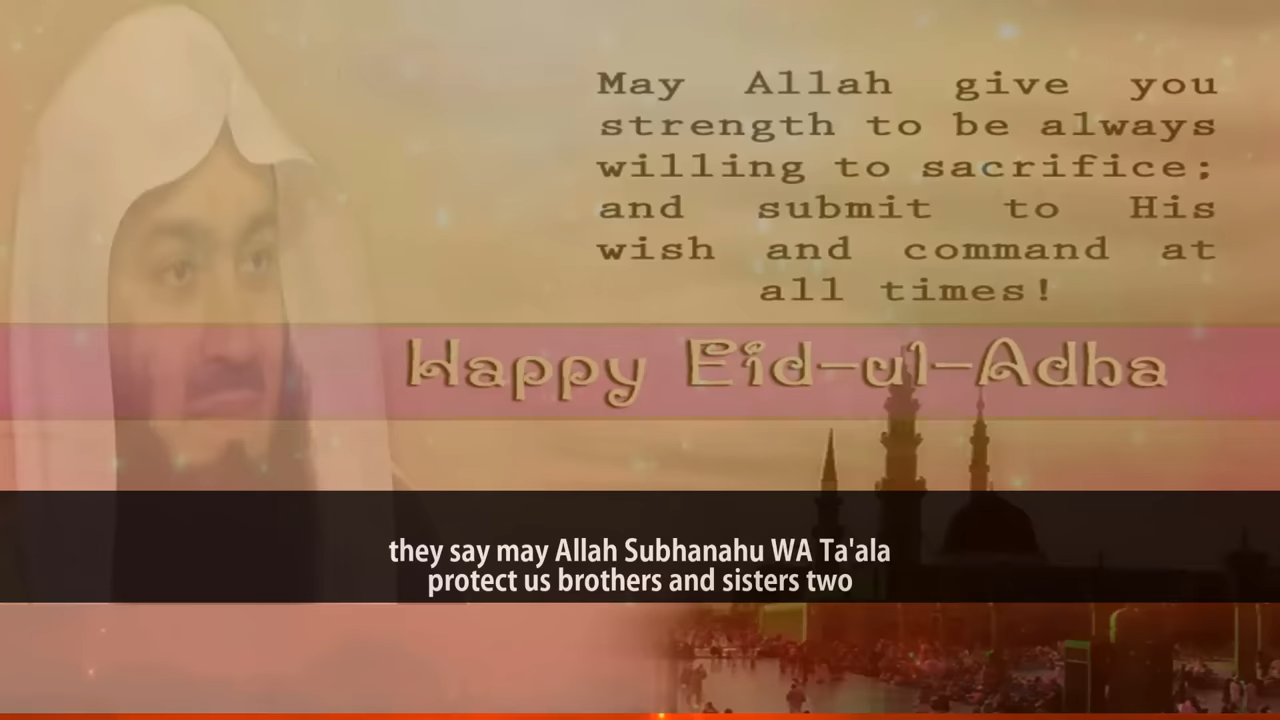 May Allah give you
strength to be always
willing to sacrifice;
and submit to His
wish and command at
all times!
Happy Eid-ul-Adha
they say may Allah Subhanahu WA Ta'ala
protect us brothers and sisters two